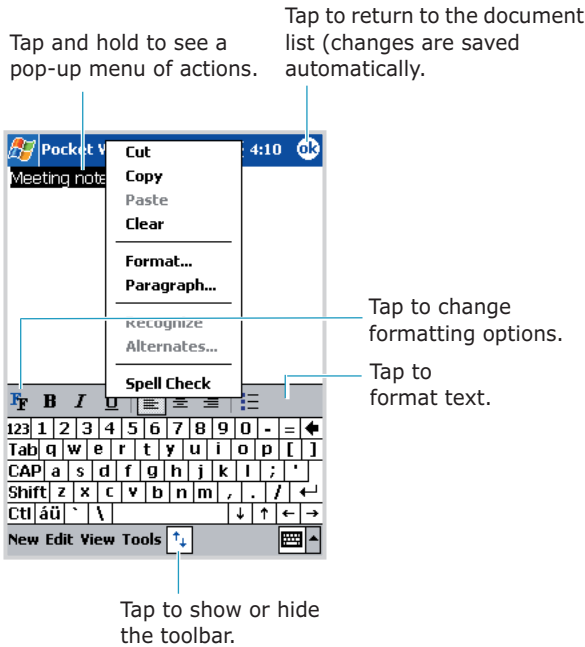 Tap to return to the document
list (changes are saved
automatically.
Tap and hold to see a
pop-up menu of actions.
Pocket 4:10 ok
Meeting note
Cut
Copy
Paste
Clear
Format...
Paragraph...
Recognize
Alternates...
Spell Check
Tap to change
formatting options.
Tap to
format text.
FF B I U
123 1 2 3 4 5 6 7 8 9 0 - =
Tab q w e r t y u i o p [ ]
CAP a s d f g h j k l ; '
Shift z x c v b n m , . /
Ctl áü ` \ ↓ ↑ ← →
New Edit View Tools
Tap to show or hide
the toolbar.